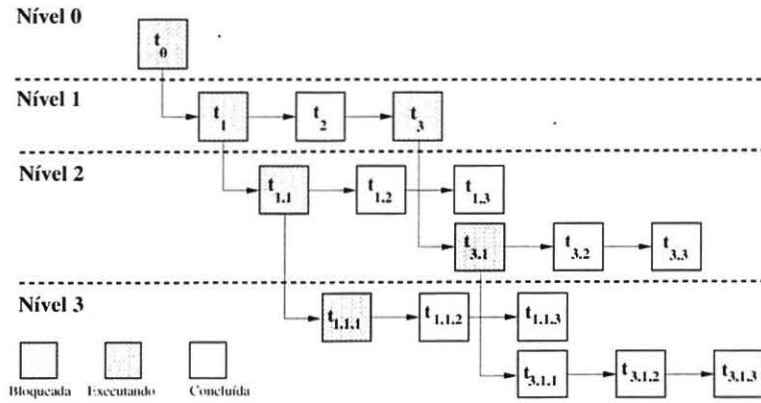 Nível 0
t0
Nível 1
t1 t2 t3
Nível 2
t1.1 t1.2 t1.3
t3.1 t3.2 t3.3
Nível 3
t1.1.1 t1.1.2 t1.1.3
t3.1.1 t3.1.2 t3.1.3
Bloqueada Executando Concluída